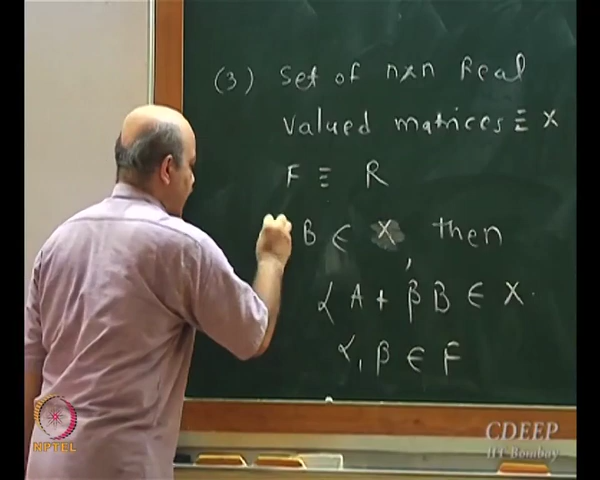 (3) Set of n×n Real
Valued matrices ≡ X
F ≡ R
B ∈ X, then
α A + β B ∈ X.
α, β ∈ F
NPTEL
CDEEP
IIT Bombay